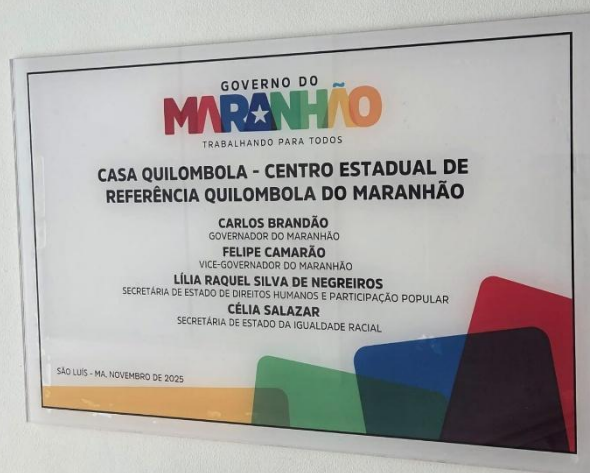 GOVERNO DO
MARANHÃO
TRABALHANDO PARA TODOS
CASA QUILOMBOLA - CENTRO ESTADUAL DE
REFERÊNCIA QUILOMBOLA DO MARANHÃO
CARLOS BRANDÃO
GOVERNADOR DO MARANHÃO
FELIPE CAMARÃO
VICE-GOVERNADOR DO MARANHÃO
LÍLIA RAQUEL SILVA DE NEGREIROS
SECRETÁRIA DE ESTADO DE DIREITOS HUMANOS E PARTICIPAÇÃO POPULAR
CÉLIA SALAZAR
SECRETÁRIA DE ESTADO DA IGUALDADE RACIAL
SÃO LUÍS - MA, NOVEMBRO DE 2025